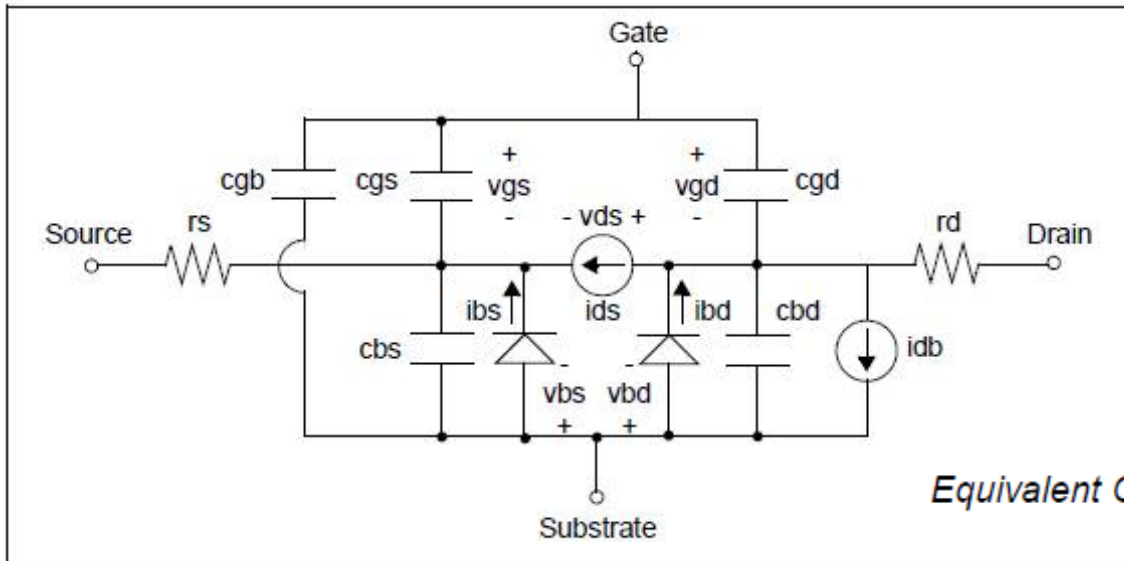 Gate
+
+
cgb
cgs
vgs
vgd
cgd
-
- vds +
-
rs
rd
Source
Drain
ibs
ids
ibd
cbd
cbs
idb
-
-
vbs
vbd
+
+
Equivalent
Substrate